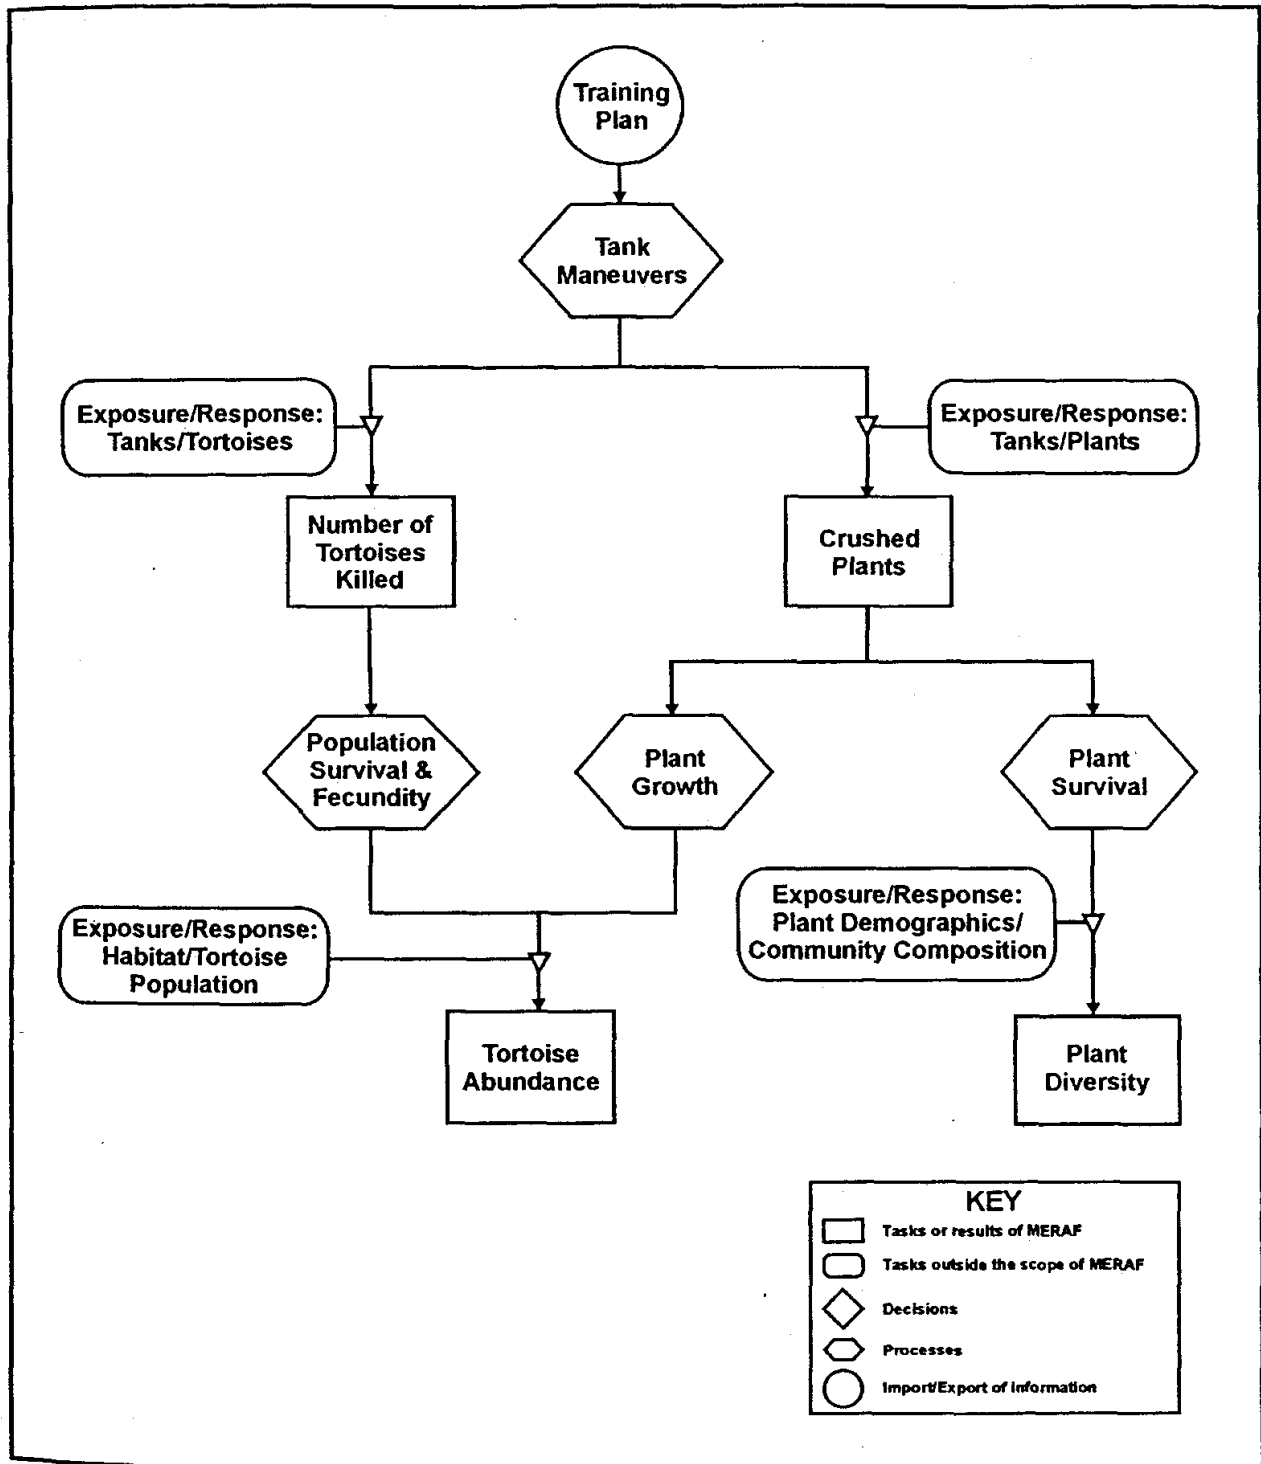 Training
Plan
Tank
Maneuvers
Exposure/Response:
Tanks/Tortoises
Exposure/Response:
Tanks/Plants
Number of
Tortoises
Killed
Crushed
Plants
Population
Survival &
Fecundity
Plant
Growth
Plant
Survival
Exposure/Response:
Habitat/Tortoise
Population
Exposure/Response:
Plant Demographics/
Community Composition
Tortoise
Abundance
Plant
Diversity
KEY
Tasks or results of MERAF
Tasks outside the scope of MERAF
Decisions
Processes
Import/Export of information